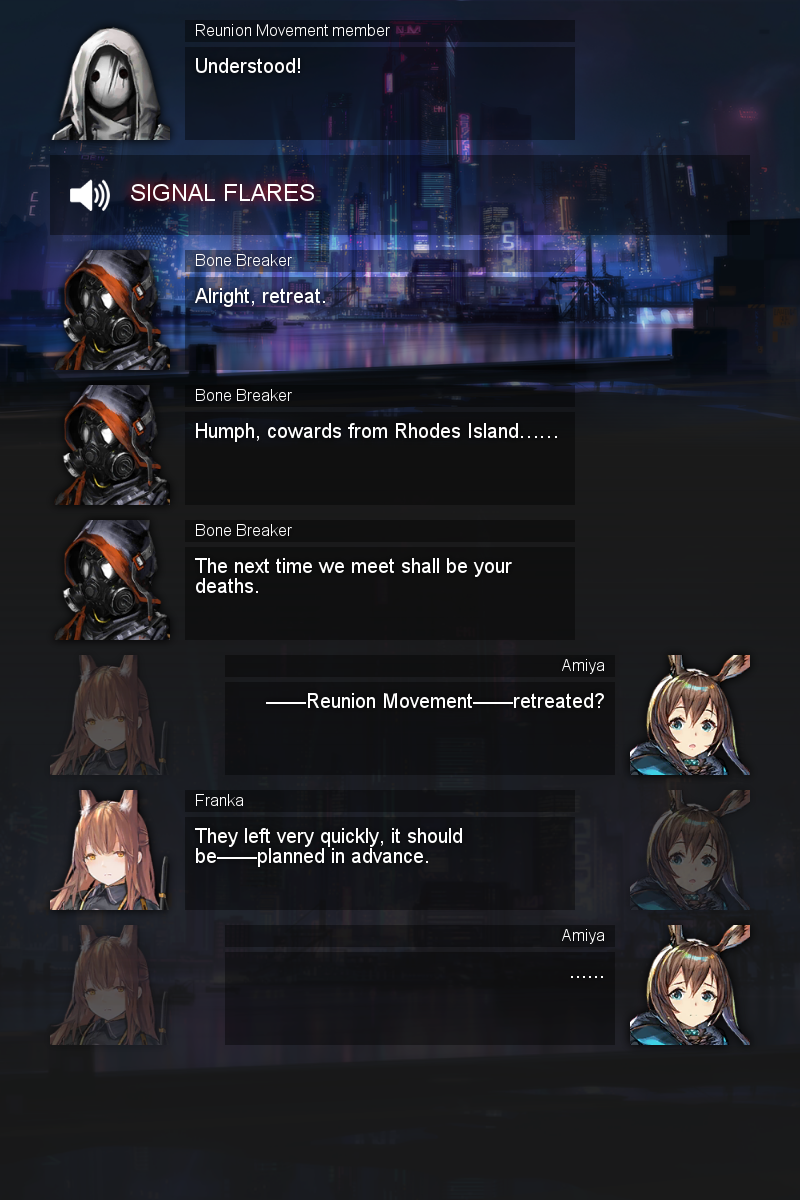 Reunion Movement member
Understood!
SIGNAL FLARES
Bone Breaker
Alright, retreat.
Bone Breaker
Humph, cowards from Rhodes Island……
Bone Breaker
The next time we meet shall be your
deaths.
Amiya
——Reunion Movement——retreated?
Franka
They left very quickly, it should
be——planned in advance.
Amiya
……